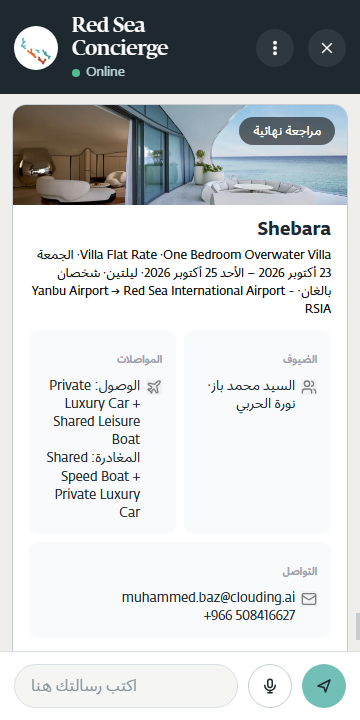 Red Sea
Concierge
Online
مراجعة نهائية
Shebara
Villa Flat Rate ·One Bedroom Overwater Villa· الجمعة
23 أكتوبر 2026 – الأحد 25 أكتوبر 2026· ليلتين· شخصان
بالغان· - Yanbu Airport → Red Sea International Airport
RSIA
الضيوف
السيد محمد باز·
نورة الحربي
المواصلات
الوصول: Private
Luxury Car +
Shared Leisure
Boat
المغادرة: Shared
Speed Boat +
Private Luxury
Car
التواصل
muhammed.baz@clouding.ai
+966 508416627
اكتب رسالتك هنا